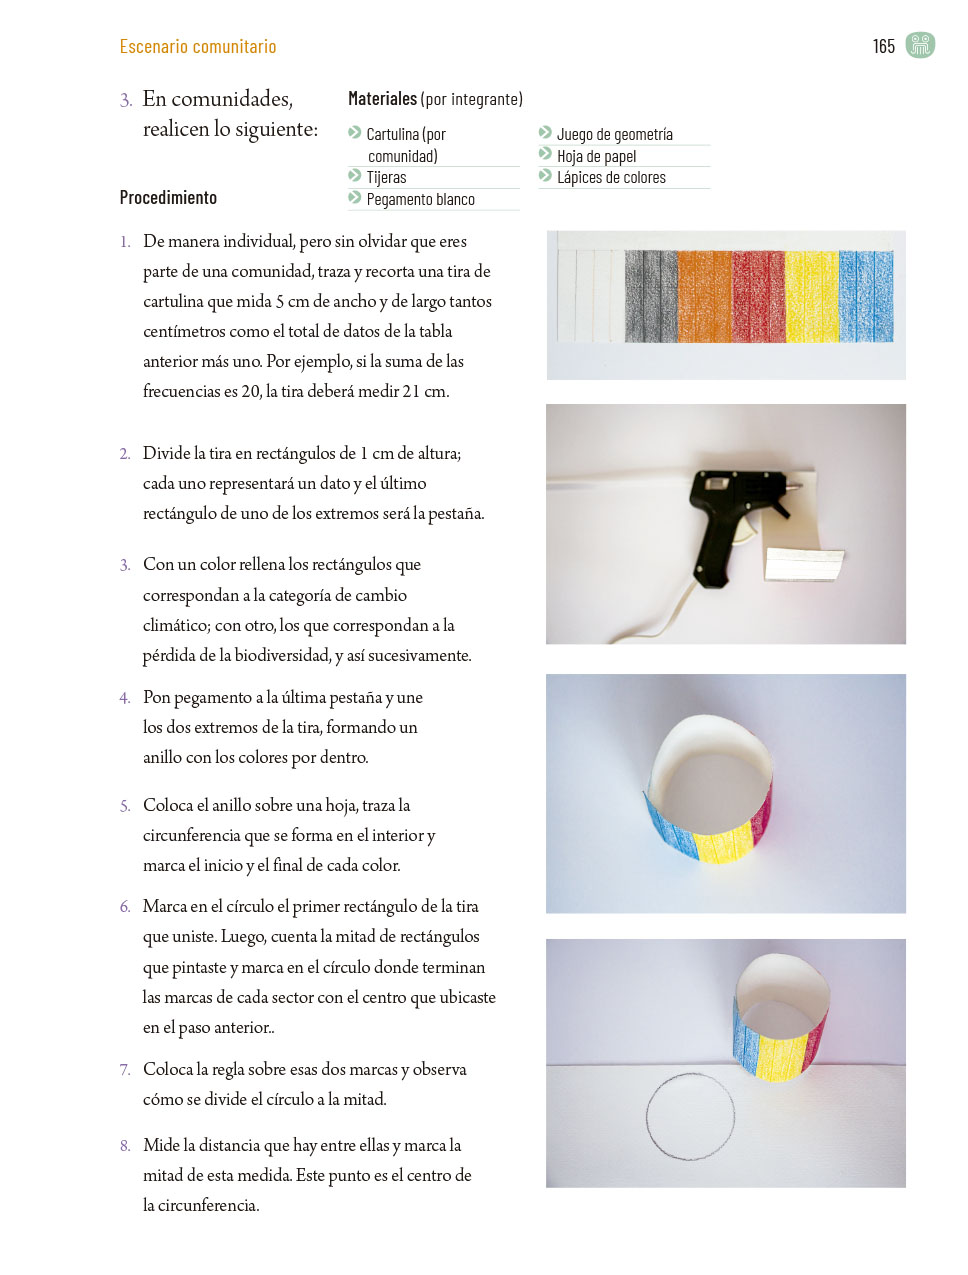 Escenario comunitario
165
3. En comunidades,
realicen lo siguiente:
Materiales (por integrante)
Cartulina (por
comunidad)
Tijeras
Pegamento blanco
Juego de geometría
Hoja de papel
Lápices de colores
Procedimiento
1. De manera individual, pero sin olvidar que eres
parte de una comunidad, traza y recorta una tira de
cartulina que mida 5 cm de ancho y de largo tantos
centímetros como el total de datos de la tabla
anterior más uno. Por ejemplo, si la suma de las
frecuencias es 20, la tira deberá medir 21 cm.
2. Divide la tira en rectángulos de 1 cm de altura;
cada uno representará un dato y el último
rectángulo de uno de los extremos será la pestaña.
3. Con un color rellena los rectángulos que
correspondan a la categoría de cambio
climático; con otro, los que correspondan a la
pérdida de la biodiversidad, y así sucesivamente.
4. Pon pegamento a la última pestaña y une
los dos extremos de la tira, formando un
anillo con los colores por dentro.
5. Coloca el anillo sobre una hoja, traza la
circunferencia que se forma en el interior y
marca el inicio y el final de cada color.
6. Marca en el círculo el primer rectángulo de la tira
que uniste. Luego, cuenta la mitad de rectángulos
que pintaste y marca en el círculo donde terminan
las marcas de cada sector con el centro que ubicaste
en el paso anterior..
7. Coloca la regla sobre esas dos marcas y observa
cómo se divide el círculo a la mitad.
8. Mide la distancia que hay entre ellas y marca la
mitad de esta medida. Este punto es el centro de
la circunferencia.